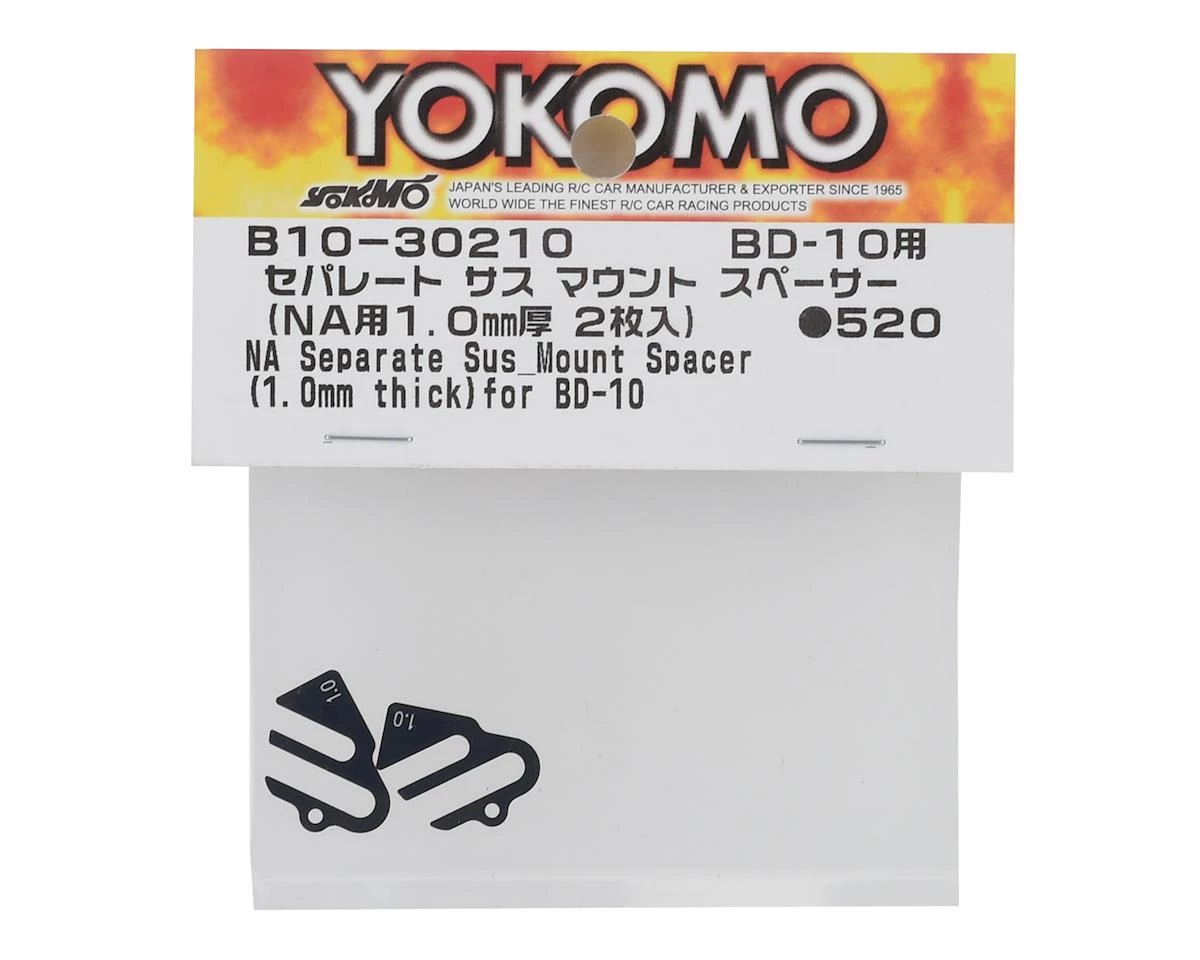 YOKOMO
YOKOMO JAPAN'S LEADING R/C CAR MANUFACTURER & EXPORTER SINCE 1965
WORLD WIDE THE FINEST R/C CAR RACING PRODUCTS
B10-30210 BD-10用
セパレート サス マウント スペーサー
(NA用1.0mm厚 2枚入) ●520
NA Separate Sus_Mount Spacer
(1.0mm thick)for BD-10
1.0
1.0